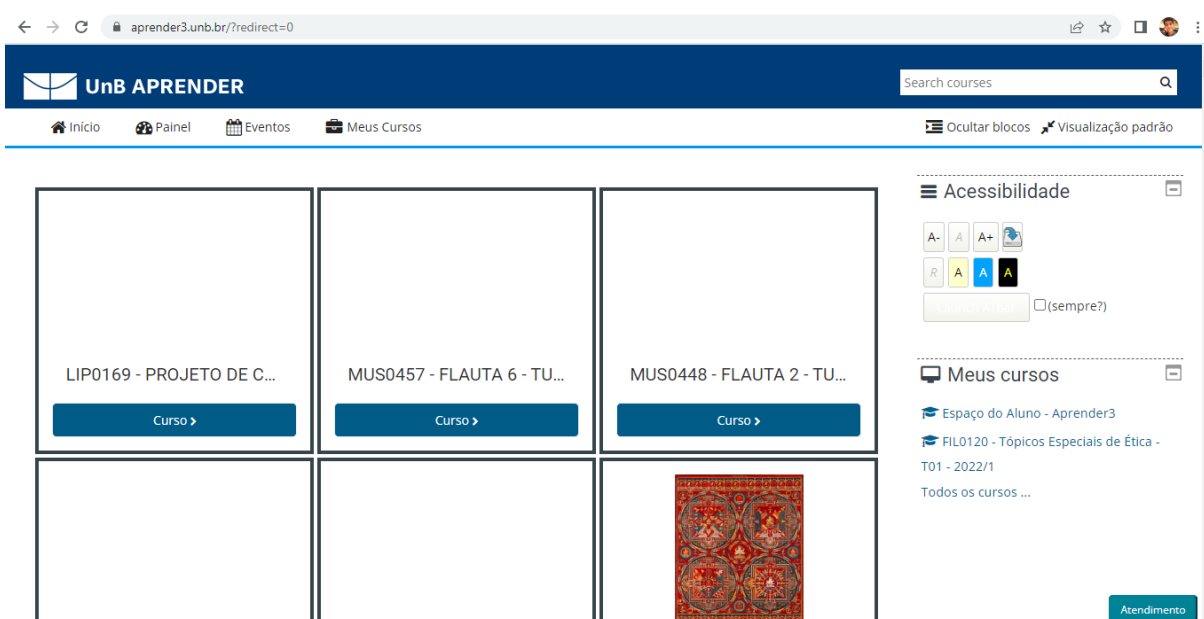 aprender3.unb.br/?redirect=0
UnB APRENDER
Search courses
Início Painel Eventos Meus Cursos Ocultar blocos Visualização padrão
LIP0169 - PROJETO DE C...
Curso
MUS0457 - FLAUTA 6 - TU...
Curso
MUS0448 - FLAUTA 2 - TU...
Curso
Acessibilidade
A- A A+
R A A A
(sempre?)
Meus cursos
Espaço do Aluno - Aprender3
FIL0120 - Tópicos Especiais de Ética -
T01 - 2022/1
Todos os cursos ...
Atendimento